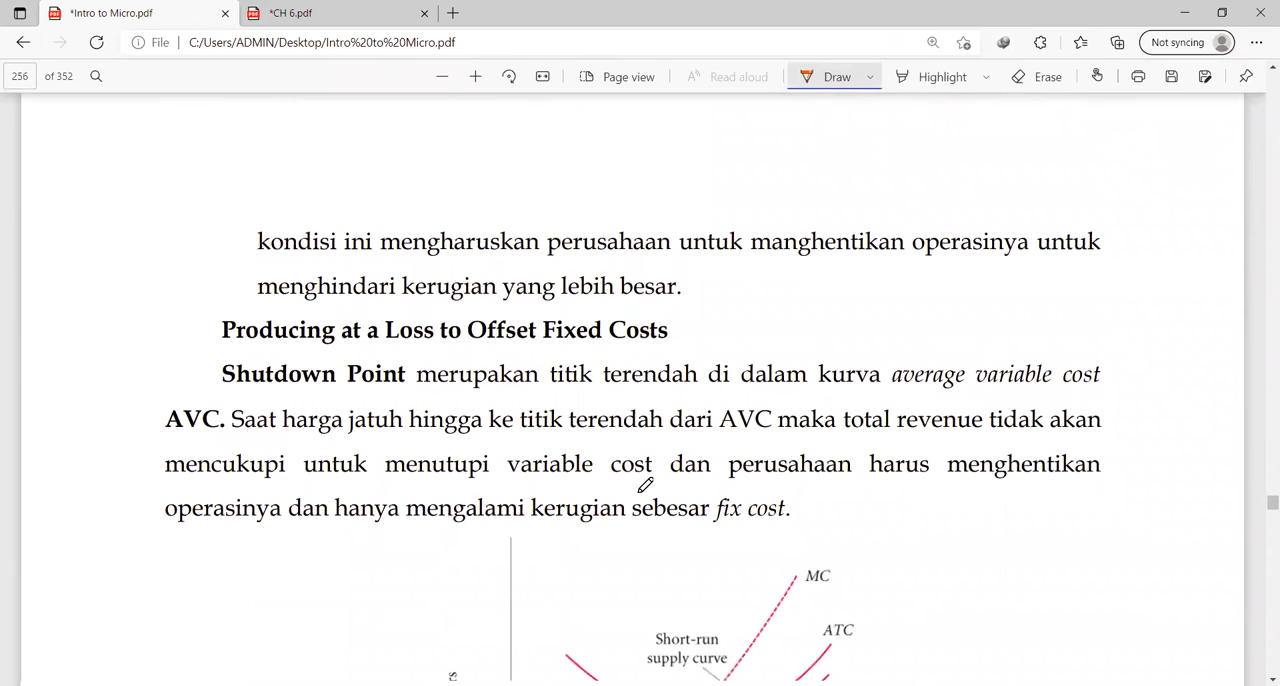 *Intro to Micro.pdf
*CH 6.pdf
File
C:/Users/ADMIN/Desktop/Intro%20to%20Micro.pdf
Not syncing
256 of 352
Page view
Read aloud
Draw
Highlight
Erase
kondisi ini mengharuskan perusahaan untuk manghentikan operasinya untuk
menghindari kerugian yang lebih besar.
Producing at a Loss to Offset Fixed Costs
Shutdown Point merupakan titik terendah di dalam kurva average variable cost
AVC. Saat harga jatuh hingga ke titik terendah dari AVC maka total revenue tidak akan
mencukupi untuk menutupi variable cost dan perusahaan harus menghentikan
operasinya dan hanya mengalami kerugian sebesar fix cost.
MC
ATC
Short-run
supply curve